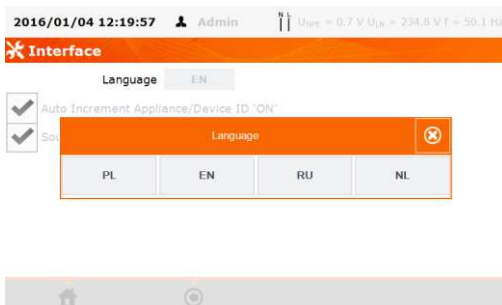 2016/01/04 12:19:57 Admin N L U_NPE = 0.7 V U_LN = 234.8 V f = 50.1 Hz
Interface
Language EN
Auto Increment Appliance/Device ID 'ON'
Sou
Language
PL EN RU NL